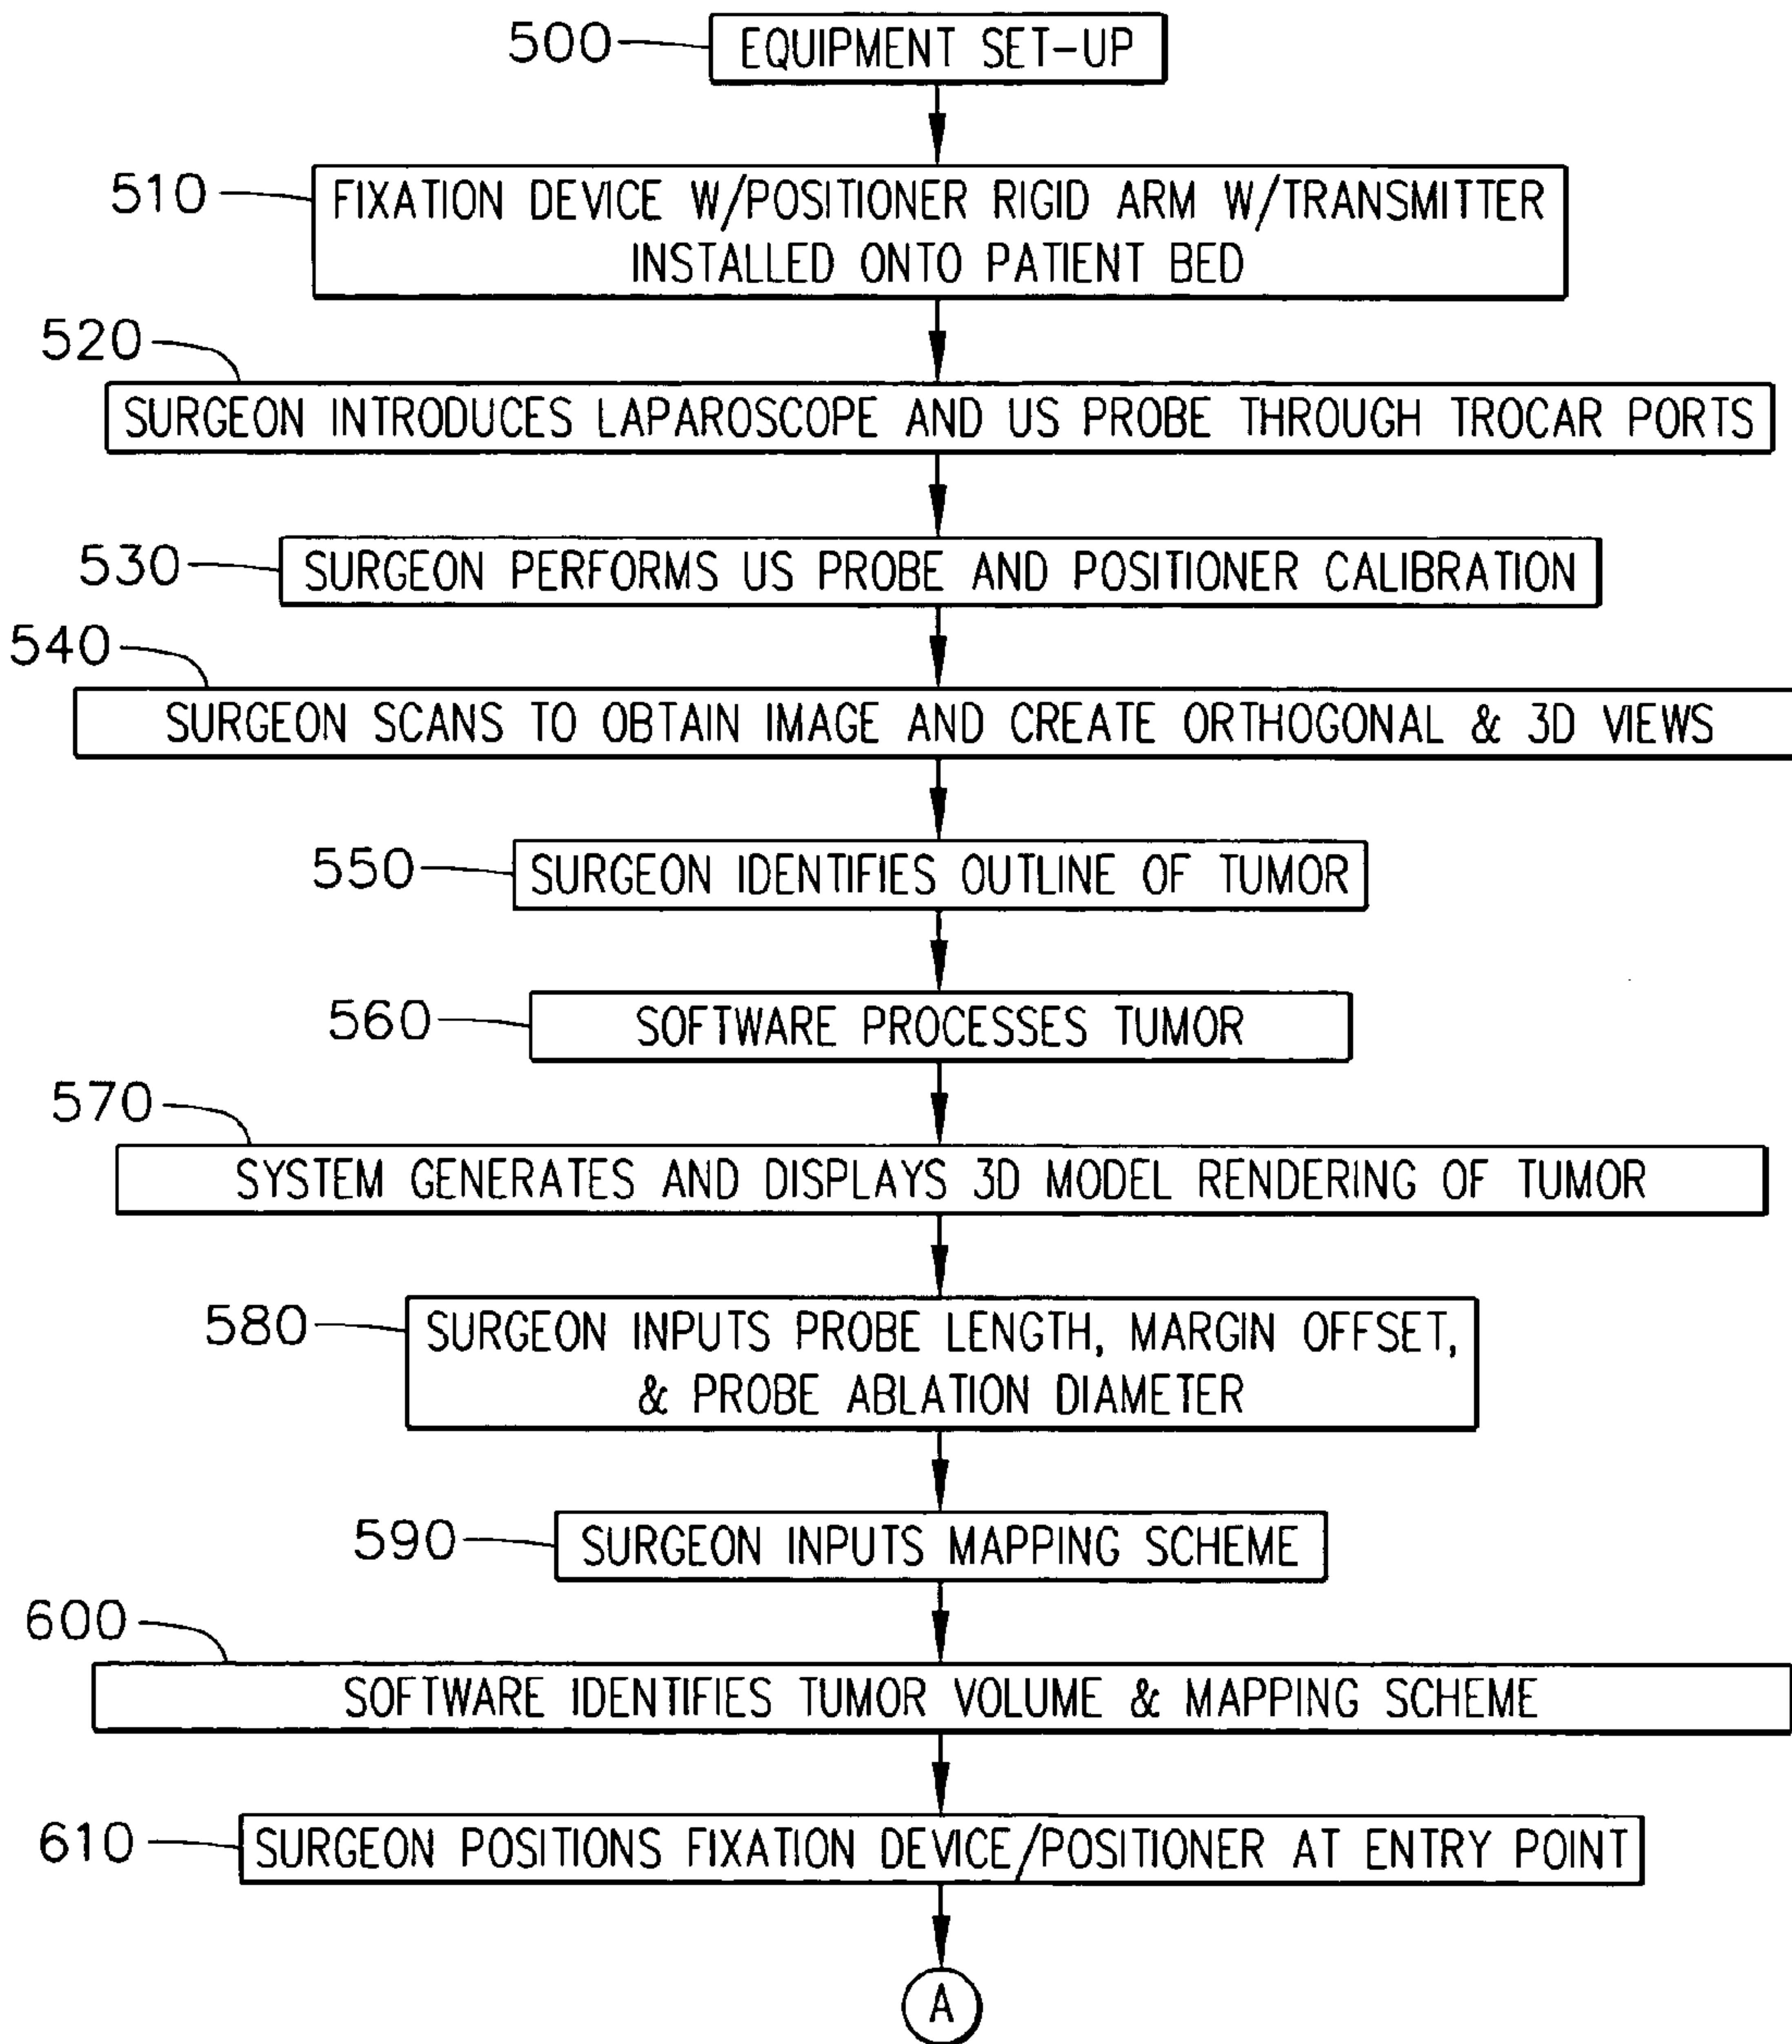 500
EQUIPMENT SET-UP
510
FIXATION DEVICE W/POSITIONER RIGID ARM W/TRANSMITTER
INSTALLED ONTO PATIENT BED
520
SURGEON INTRODUCES LAPAROSCOPE AND US PROBE THROUGH TROCAR PORTS
530
SURGEON PERFORMS US PROBE AND POSITIONER CALIBRATION
540
SURGEON SCANS TO OBTAIN IMAGE AND CREATE ORTHOGONAL & 3D VIEWS
550
SURGEON IDENTIFIES OUTLINE OF TUMOR
560
SOFTWARE PROCESSES TUMOR
570
SYSTEM GENERATES AND DISPLAYS 3D MODEL RENDERING OF TUMOR
580
SURGEON INPUTS PROBE LENGTH, MARGIN OFFSET,
& PROBE ABLATION DIAMETER
590
SURGEON INPUTS MAPPING SCHEME
600
SOFTWARE IDENTIFIES TUMOR VOLUME & MAPPING SCHEME
610
SURGEON POSITIONS FIXATION DEVICE/POSITIONER AT ENTRY POINT
A